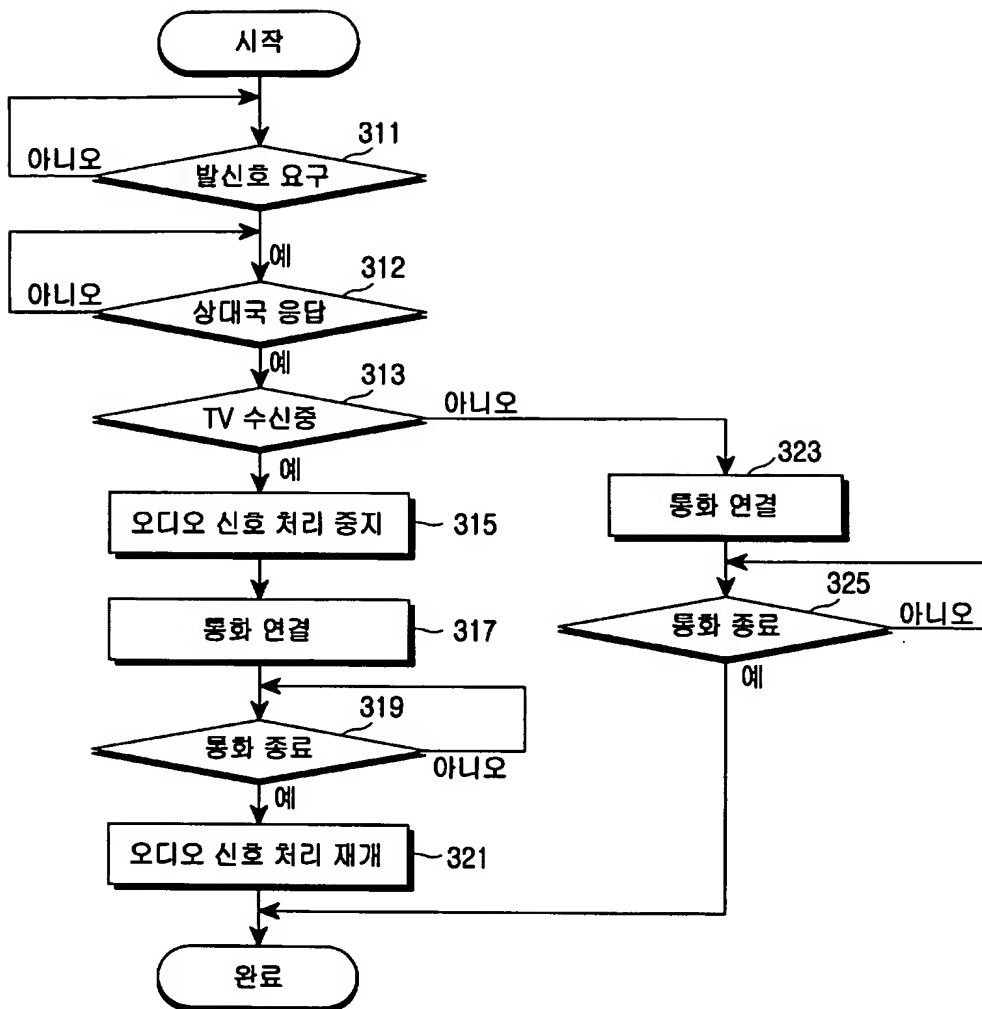 시작
311
아니오
발신호 요구
예
312
아니오
상대국 응답
예
313
TV 수신중
아니오
예
323
통화 연결
오디오 신호 처리 중지
315
325
통화 종료
아니오
예
통화 연결
317
319
통화 종료
아니오
예
오디오 신호 처리 재개
321
완료